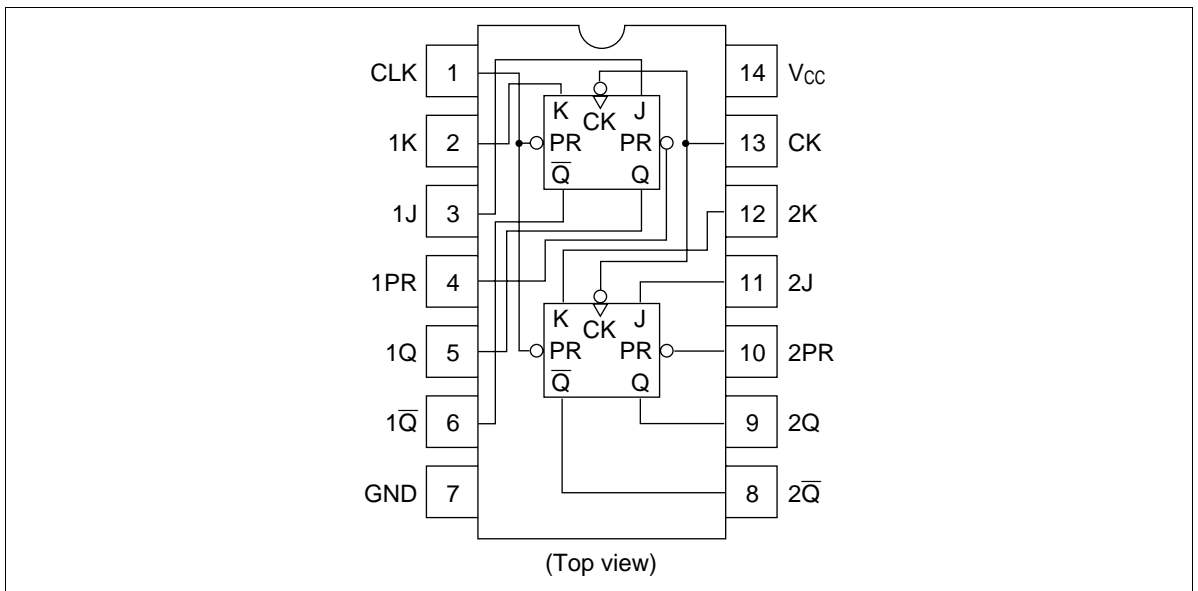 CLK 1 14 VCC
K J
CK
1K 2 PR PR 13 CK
Q̅ Q
1J 3 12 2K
1PR 4 11 2J
K J
CK
1Q 5 PR PR 10 2PR
Q̅ Q
1Q̅ 6 9 2Q
GND 7 8 2Q̅
(Top view)